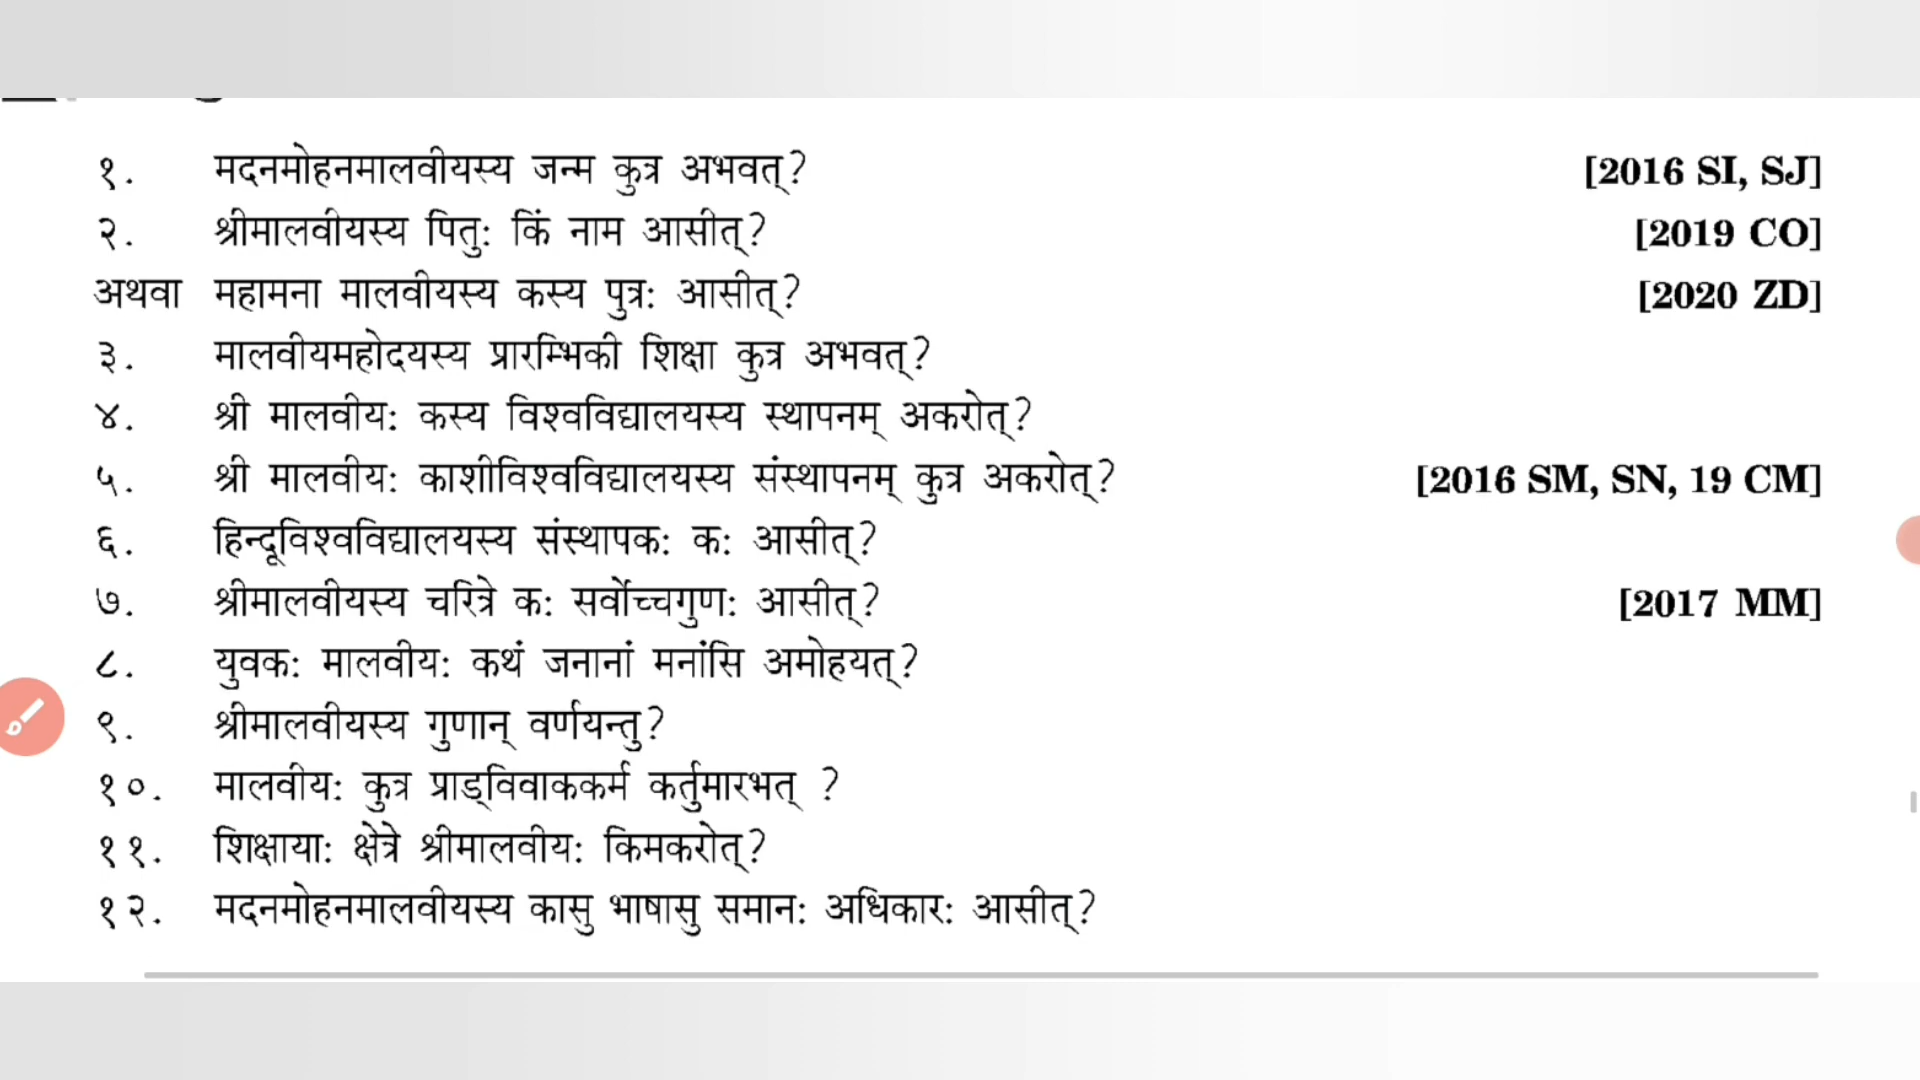 १. मदनमोहनमालवीयस्य जन्म कुत्र अभवत्? [2016 SI, SJ]
२. श्रीमालवीयस्य पितुः किं नाम आसीत्? [2019 CO]
अथवा महामना मालवीयस्य कस्य पुत्रः आसीत्? [2020 ZD]
३. मालवीयमहोदयस्य प्रारम्भिकी शिक्षा कुत्र अभवत्?
४. श्री मालवीयः कस्य विश्वविद्यालयस्य स्थापनम् अकरोत्?
५. श्री मालवीयः काशीविश्वविद्यालयस्य संस्थापनम् कुत्र अकरोत्? [2016 SM, SN, 19 CM]
६. हिन्दूविश्वविद्यालयस्य संस्थापकः कः आसीत्?
७. श्रीमालवीयस्य चरित्रे कः सर्वोच्चगुणः आसीत्? [2017 MM]
८. युवकः मालवीयः कथं जनानां मनांसि अमोहयत्?
९. श्रीमालवीयस्य गुणान् वर्णयन्तु?
१०. मालवीयः कुत्र प्राड्विवाककर्म कर्तुमारभत् ?
११. शिक्षायाः क्षेत्रे श्रीमालवीयः किमकरोत्?
१२. मदनमोहनमालवीयस्य कासु भाषासु समानः अधिकारः आसीत्?